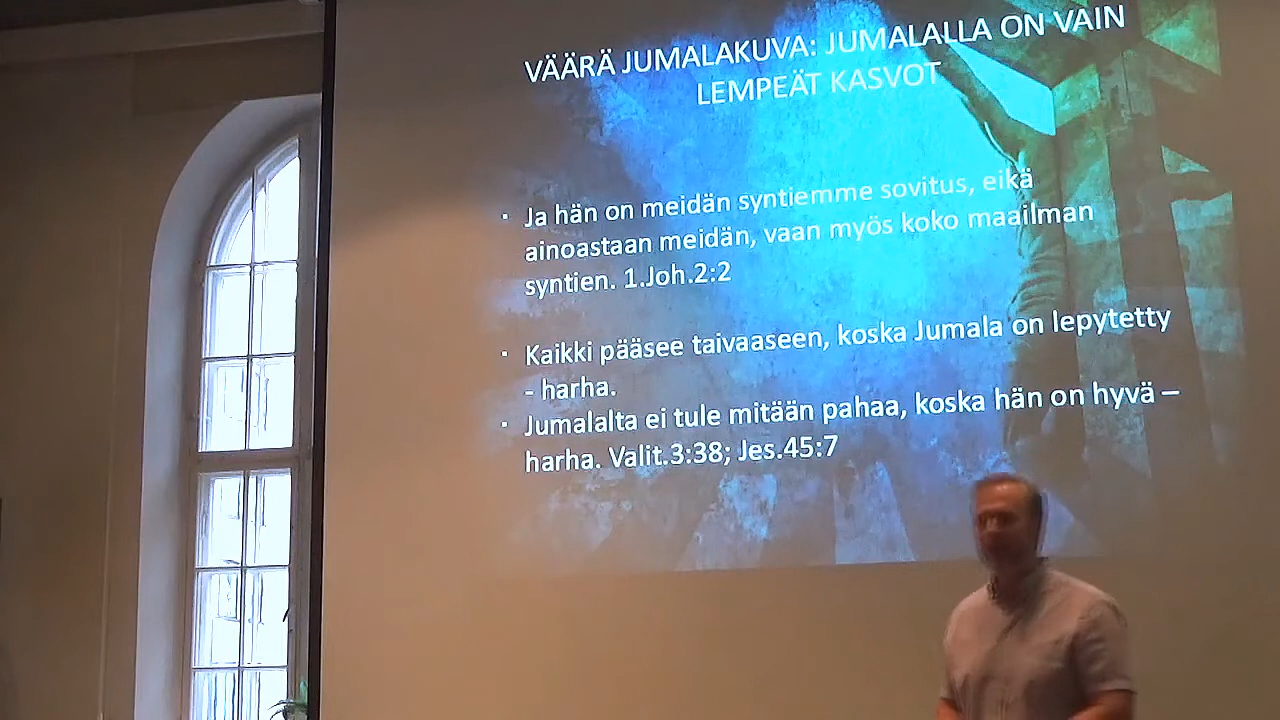 VÄÄRÄ JUMALAKUVA: JUMALALLA ON VAIN
LEMPEÄT KASVOT
· Ja hän on meidän syntiemme sovitus, eikä
ainoastaan meidän, vaan myös koko maailman
syntien. 1.Joh.2:2
· Kaikki pääsee taivaaseen, koska Jumala on lepytetty
- harha.
· Jumalalta ei tule mitään pahaa, koska hän on hyvä –
harha. Valit.3:38; Jes.45:7